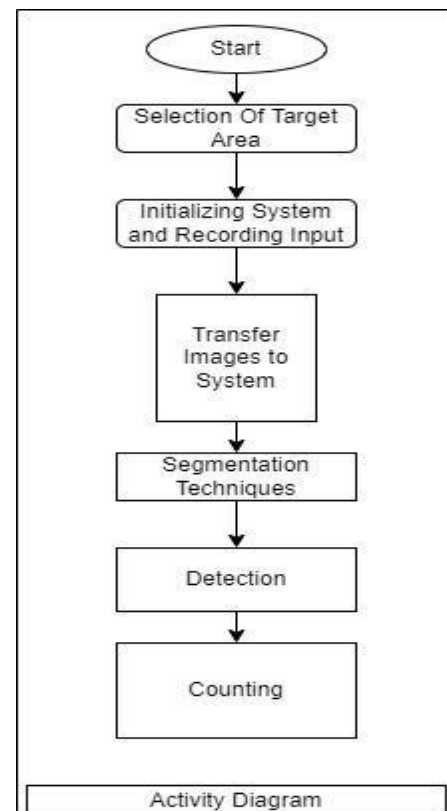 Start
Selection Of Target
Area
Initializing System
and Recording Input
Transfer
Images to
System
Segmentation
Techniques
Detection
Counting
Activity Diagram